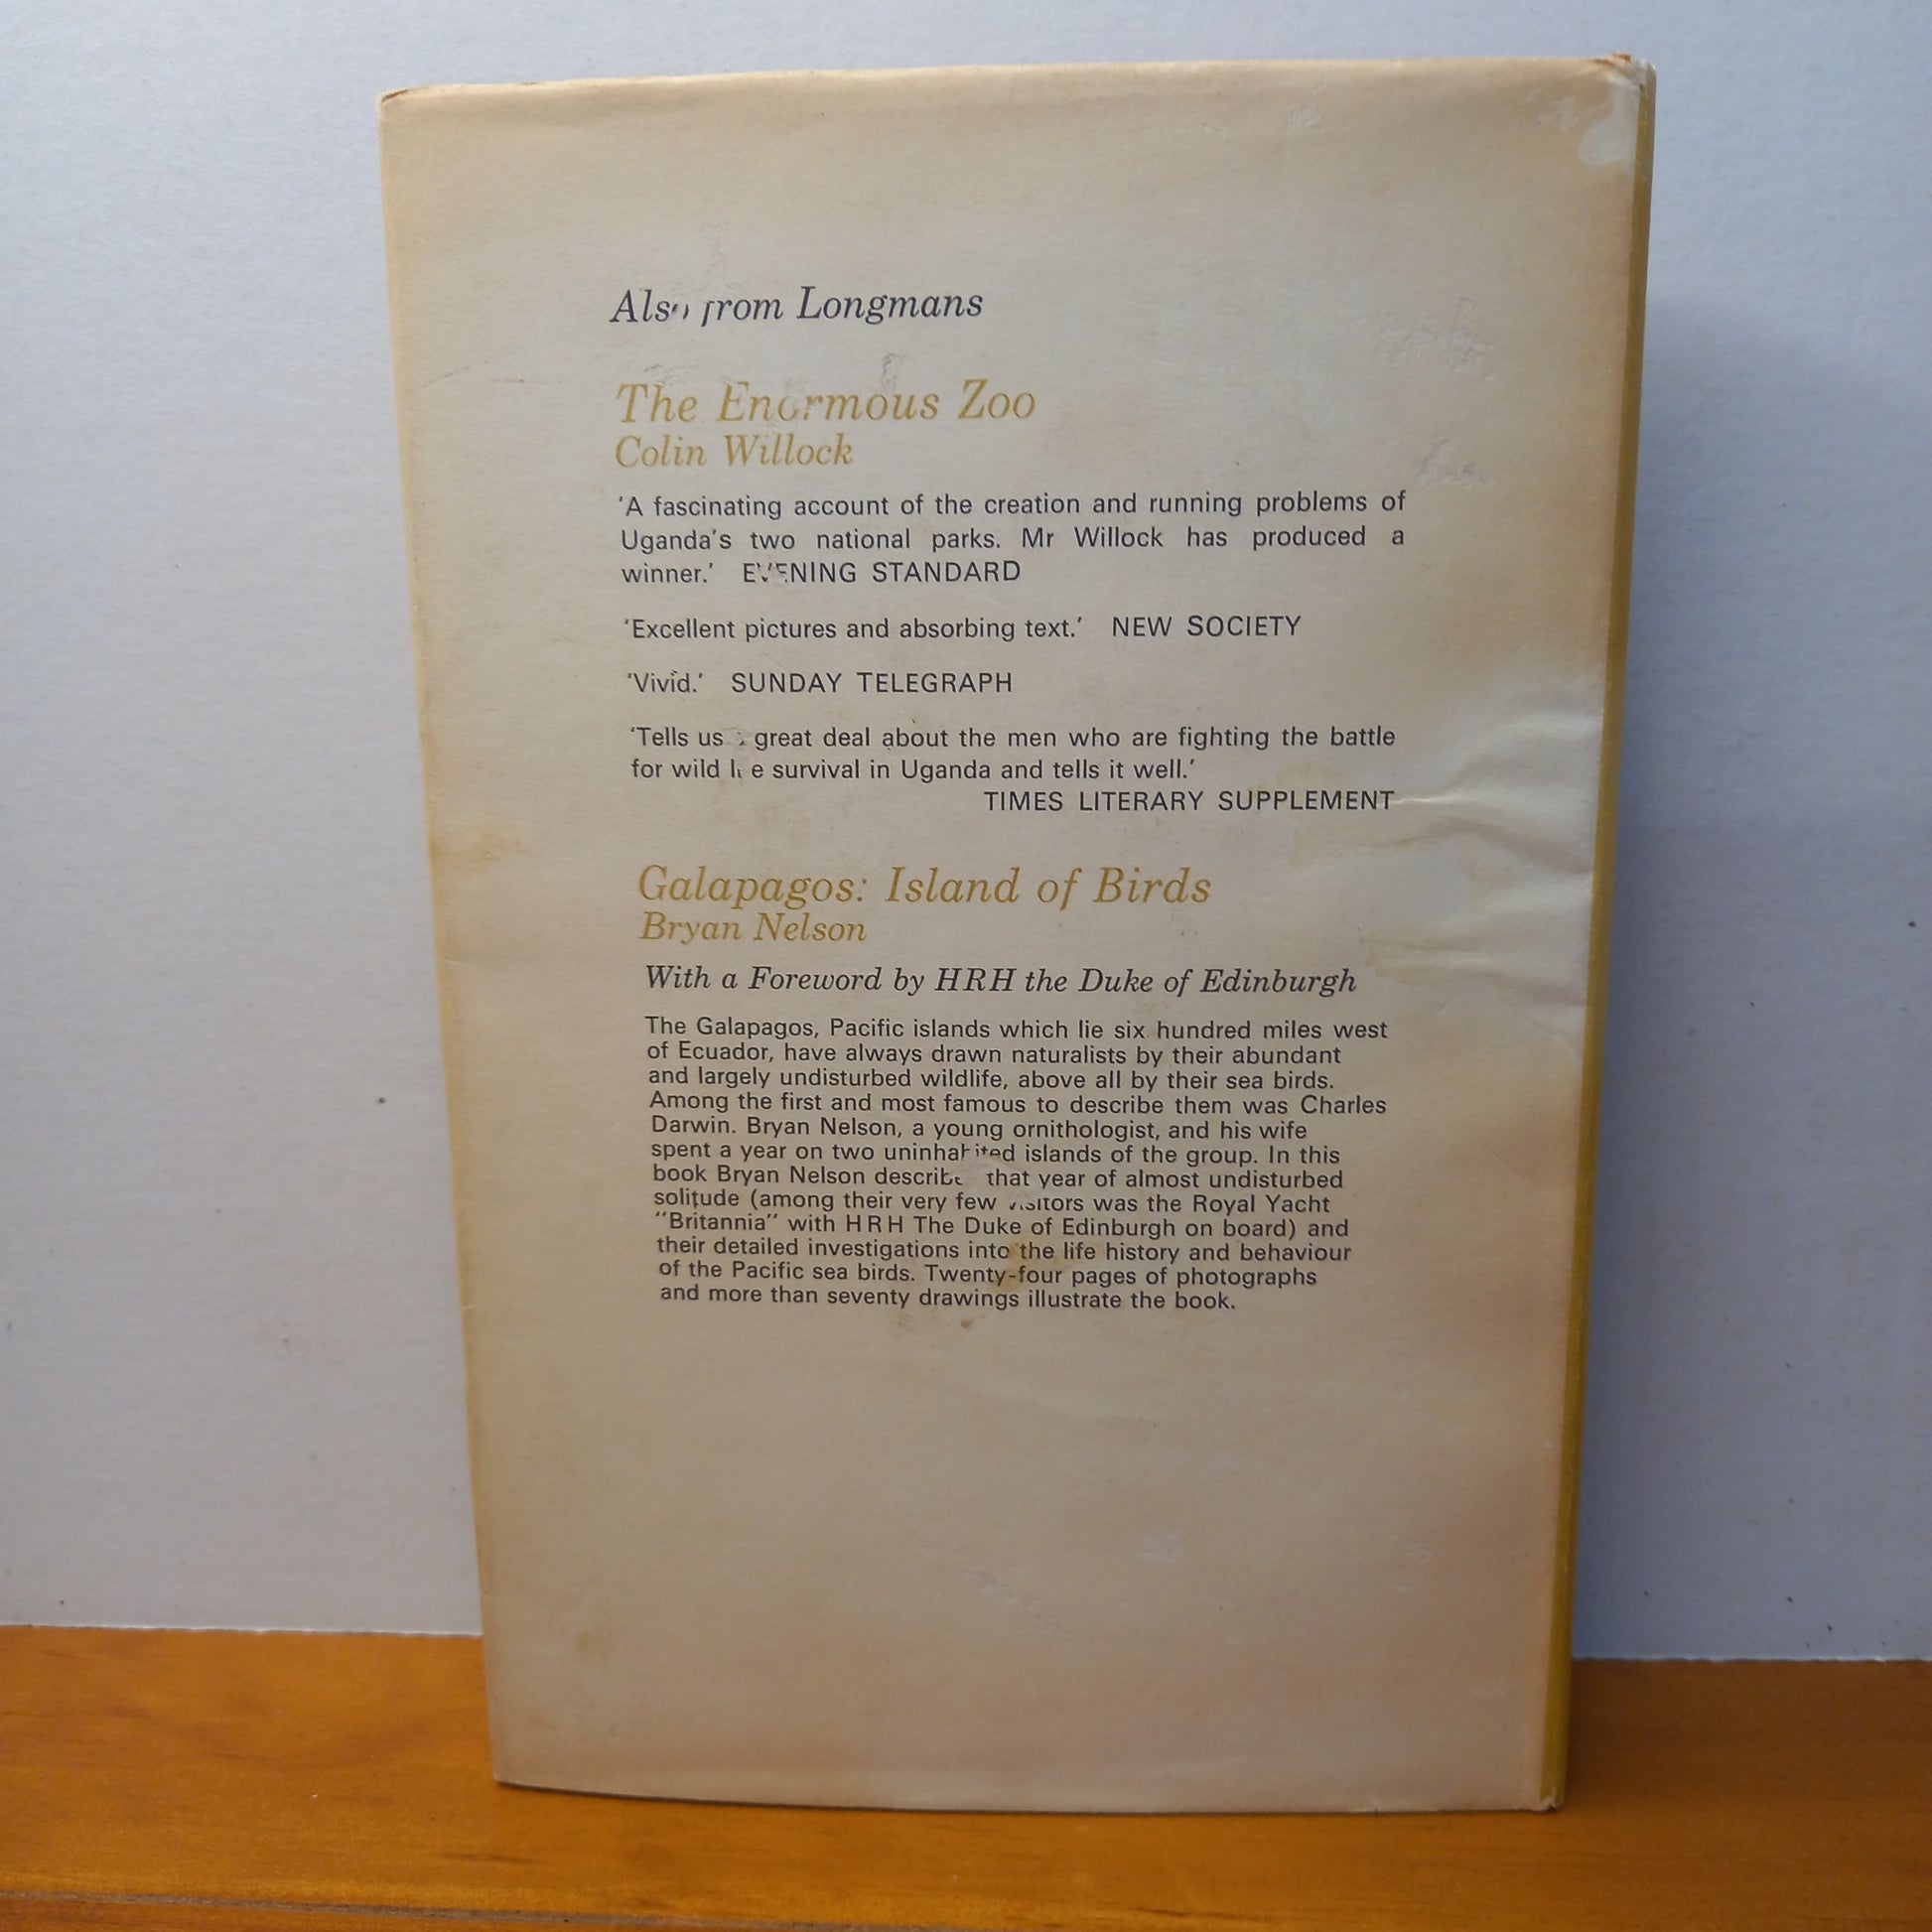 Also from Longmans
The Enormous Zoo
Colin Willock
'A fascinating account of the creation and running problems of
Uganda's two national parks. Mr Willock has produced a
winner.' EVENING STANDARD
'Excellent pictures and absorbing text.' NEW SOCIETY
'Vivid.' SUNDAY TELEGRAPH
'Tells us a great deal about the men who are fighting the battle
for wild life survival in Uganda and tells it well.'
TIMES LITERARY SUPPLEMENT
Galapagos: Island of Birds
Bryan Nelson
With a Foreword by HRH the Duke of Edinburgh
The Galapagos, Pacific islands which lie six hundred miles west
of Ecuador, have always drawn naturalists by their abundant
and largely undisturbed wildlife, above all by their sea birds.
Among the first and most famous to describe them was Charles
Darwin. Bryan Nelson, a young ornithologist, and his wife
spent a year on two uninhabited islands of the group. In this
book Bryan Nelson describes that year of almost undisturbed
solitude (among their very few visitors was the Royal Yacht
"Britannia" with H R H The Duke of Edinburgh on board) and
their detailed investigations into the life history and behaviour
of the Pacific sea birds. Twenty-four pages of photographs
and more than seventy drawings illustrate the book.